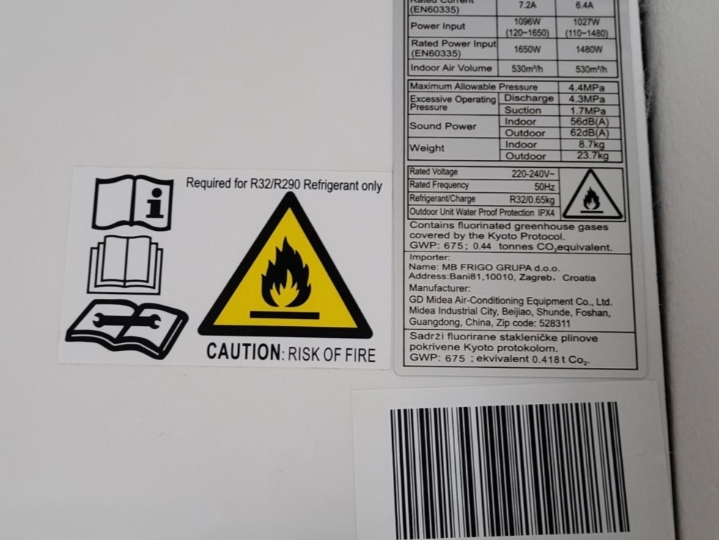 Rated Current 7.2A 6.4A
(EN60335)
Power Input 1096W 1027W
(120~1650) (110~1480)
Rated Power Input 1650W 1480W
(EN60335)
Indoor Air Volume 530m³/h 530m³/h
Maximum Allowable Pressure 4.4MPa
Excessive Operating Discharge 4.3MPa
Pressure Suction 1.7MPa
Sound Power Indoor 56dB(A)
Outdoor 62dB(A)
Weight Indoor 8.7kg
Outdoor 23.7kg
Rated Voltage 220-240V~
Rated Frequency 50Hz
Refrigerant/Charge R32/0.65kg
Outdoor Unit Water Proof Protection IPX4
Contains fluorinated greenhouse gases
covered by the Kyoto Protocol.
GWP: 675; 0.44 tonnes CO₂equivalent.
Importer:
Name: MB FRIGO GRUPA d.o.o.
Address:Bani81,10010, Zagreb, Croatia
Manufacturer:
GD Midea Air-Conditioning Equipment Co., Ltd.
Midea Industrial City, Beijiao, Shunde, Foshan,
Guangdong, China, Zip code: 528311
Sadrži fluorirane stakleničke plinove
pokrivene Kyoto protokolom.
GWP: 675 ; ekvivalent 0.418t Co₂.
Required for R32/R290 Refrigerant only
CAUTION: RISK OF FIRE